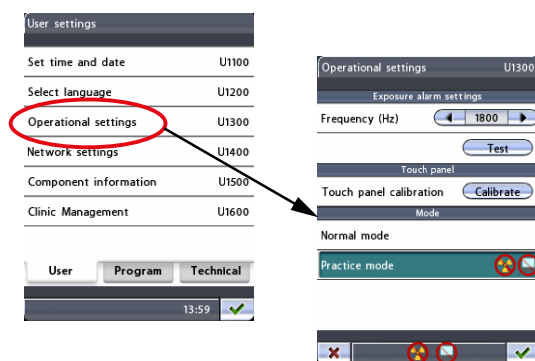 User settings
Set time and date U1100
Select language U1200
Operational settings U1300
Network settings U1400
Component information U1500
Clinic Management U1600
User Program Technical
13:59
Operational settings U1300
Exposure alarm settings
Frequency (Hz) 1800
Test
Touch panel
Touch panel calibration Calibrate
Mode
Normal mode
Practice mode